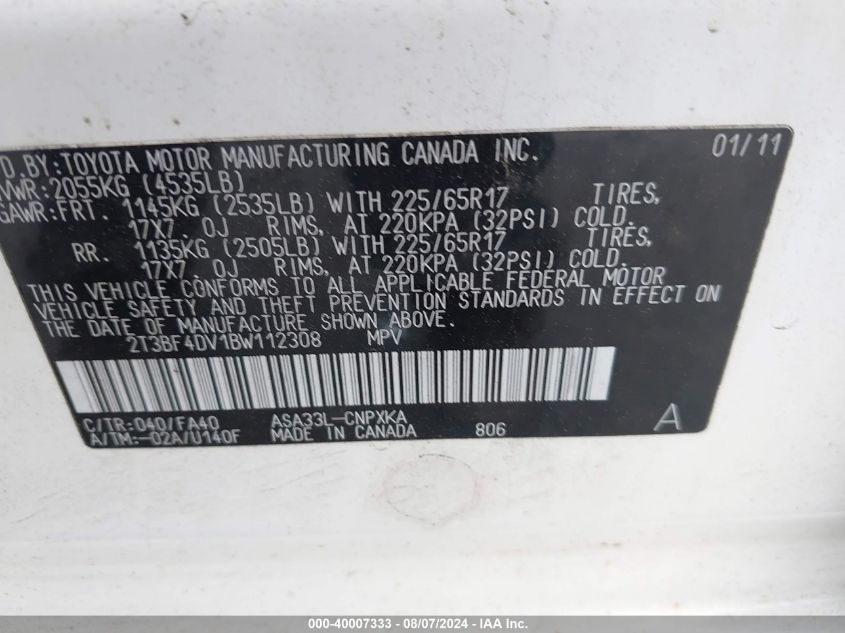 D. BY: TOYOTA MOTOR MANUFACTURING CANADA INC. 01/11
VWR: 2055KG (4535LB)
GAWR: FRT. 1145KG (2535LB) WITH 225/65R17 TIRES,
17X7 0J RIMS, AT 220KPA (32PSI) COLD.
RR. 1135KG (2505LB) WITH 225/65R17 TIRES,
17X7 0J RIMS, AT 220KPA (32PSI) COLD.
THIS VEHICLE CONFORMS TO ALL APPLICABLE FEDERAL MOTOR
VEHICLE SAFETY AND THEFT PREVENTION STANDARDS IN EFFECT ON
THE DATE OF MANUFACTURE SHOWN ABOVE.
2T3BF4DV1BW112308 MPV
C/TR: 040/FA40 ASA33L-CNPXKA A
A/TM: -02A/U140F MADE IN CANADA 806
000-40007333 - 08/07/2024 - IAA Inc.